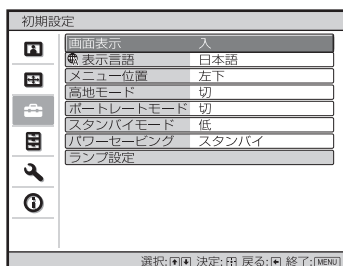 初期設定
画面表示 入
表示言語 日本語
メニュー位置 左下
高地モード 切
ポートレートモード 切
スタンバイモード 低
パワーセービング スタンバイ
ランプ設定
選択: 決定: 戻る: 終了:MENU